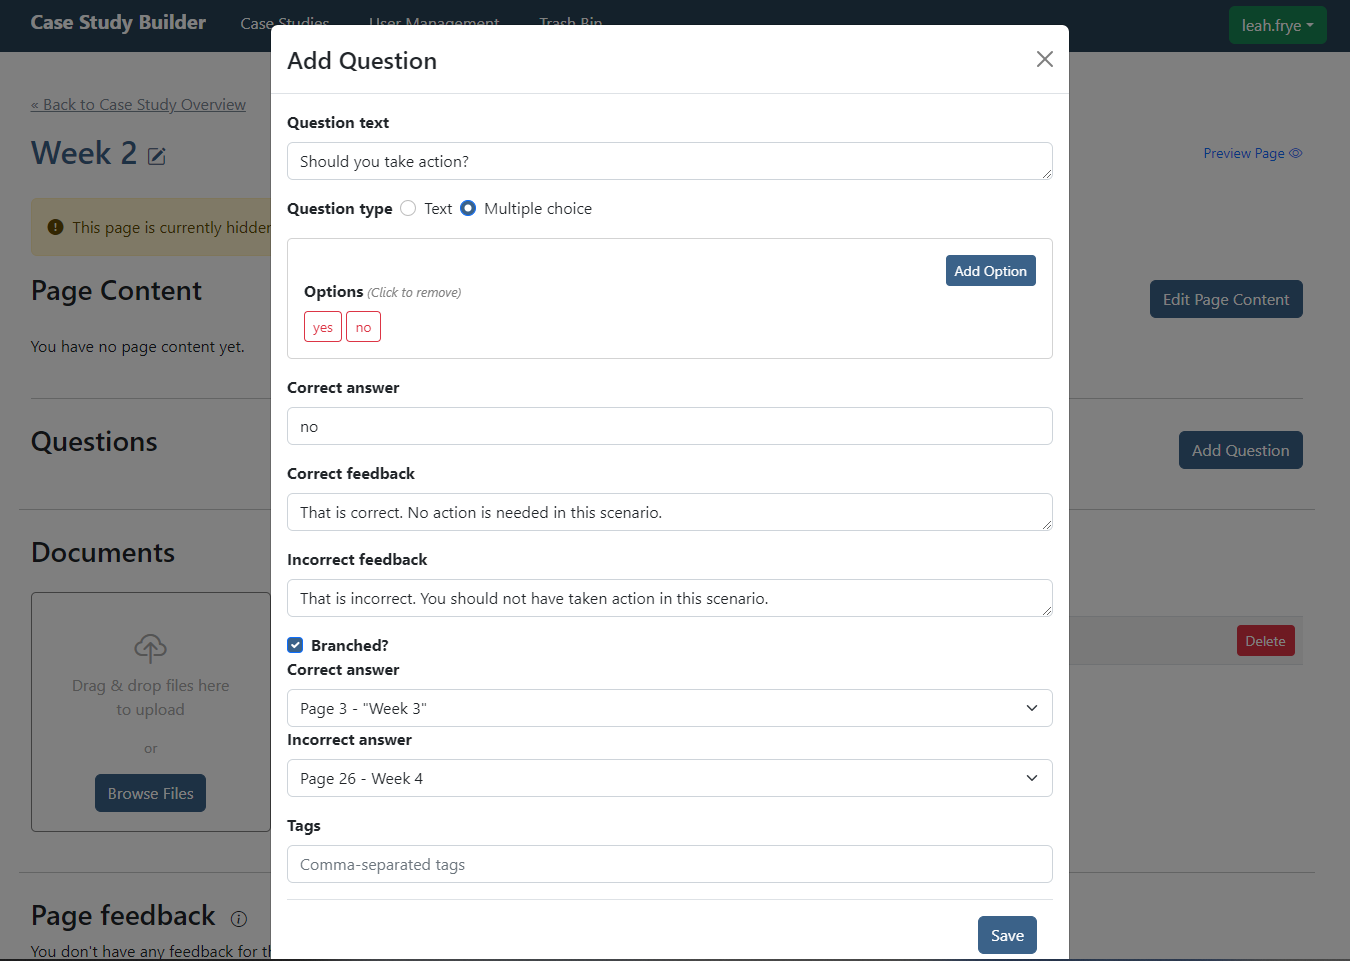 Case Study Builder
Case Studies
User Management
Trash Bin
leah.frye
Add Question
« Back to Case Study Overview
Week 2
Preview Page
This page is currently hidden
Page Content
Edit Page Content
You have no page content yet.
Questions
Add Question
Documents
Drag & drop files here
to upload
or
Browse Files
Delete
Page feedback
You don't have any feedback for
Question text
Should you take action?
Question type Text Multiple choice
Add Option
Options (Click to remove)
yes no
Correct answer
no
Correct feedback
That is correct. No action is needed in this scenario.
Incorrect feedback
That is incorrect. You should not have taken action in this scenario.
Branched?
Correct answer
Page 3 - "Week 3"
Incorrect answer
Page 26 - Week 4
Tags
Comma-separated tags
Save